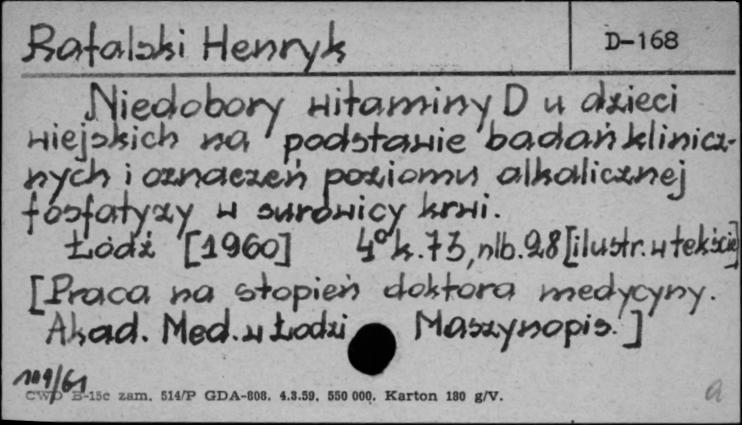 Rafalski Henryk
D-168
Niedobory witaminy D u dzieci
wiejskich na podstawie badań klinicz-
nych i oznaczeń poziomu alkalicznej
fosfatyzy w surowicy krwi.
Łódź [1960] 4° k. 73, nlb. 28 [ilustr. w tekście]
[Praca na stopień doktora medycyny.
Akad. Med. w Łodzi Maszynopis.]
/61
CWD B-15c zam. 514/P GDA-808. 4.3.59. 550 000. Karton 180 g/V.
a